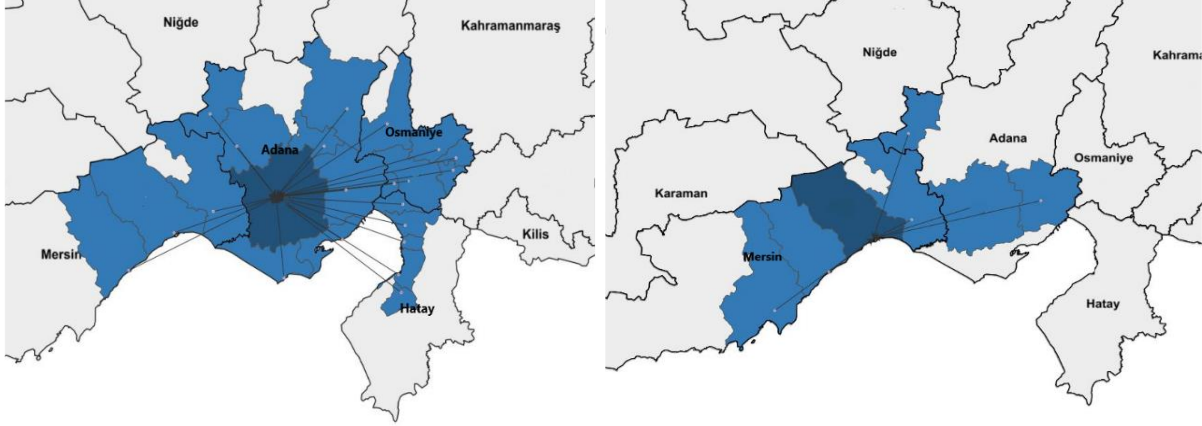 Niğde
Kahramanmaraş
Osmaniye
Adana
Kilis
Mersin
Hatay
Niğde
Kahrama
Adana
Osmaniye
Karaman
Mersin
Hatay